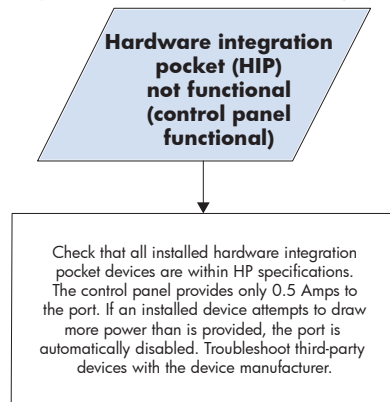 Hardware integration
pocket (HIP)
not functional
(control panel
functional)
Check that all installed hardware integration
pocket devices are within HP specifications.
The control panel provides only 0.5 Amps to
the port. If an installed device attempts to draw
more power than is provided, the port is
automatically disabled. Troubleshoot third-party
devices with the device manufacturer.